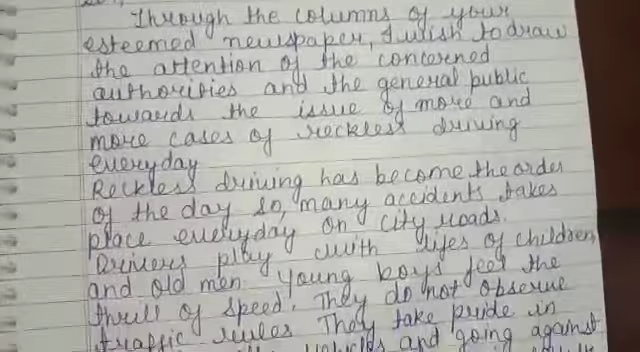 Through the columns of your
esteemed newspaper, I wish to draw
the attention of the concerned
authorities and the general public
towards the issue of more and
more cases of reckless driving
everyday
Reckless driving has become the order
of the day so, many accidents takes
place everyday on city roads.
Drivers play with lifes of children,
and old men. Young boys feel the
thrill of speed. They do not observe
traffic rules They take pride in
vehicles and going against